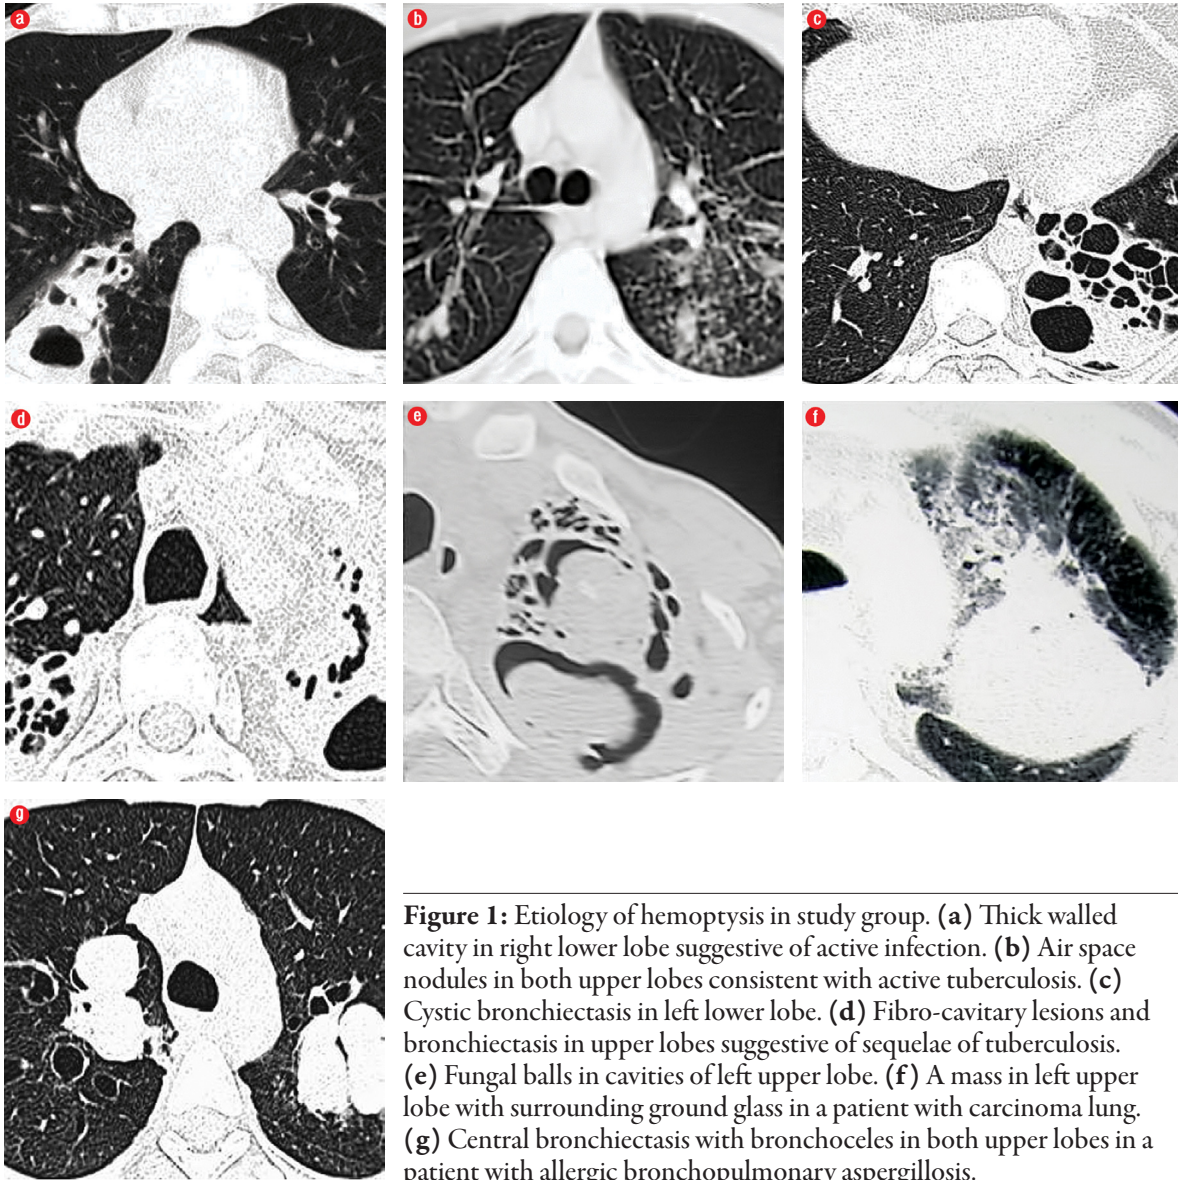 a
b
c
d
e
f
g
Figure 1: Etiology of hemoptysis in study group. (a) Thick walled
cavity in right lower lobe suggestive of active infection. (b) Air space
nodules in both upper lobes consistent with active tuberculosis. (c)
Cystic bronchiectasis in left lower lobe. (d) Fibro-cavitary lesions and
bronchiectasis in upper lobes suggestive of sequelae of tuberculosis.
(e) Fungal balls in cavities of left upper lobe. (f) A mass in left upper
lobe with surrounding ground glass in a patient with carcinoma lung.
(g) Central bronchiectasis with bronchoceles in both upper lobes in a
patient with allergic bronchopulmonary aspergillosis.